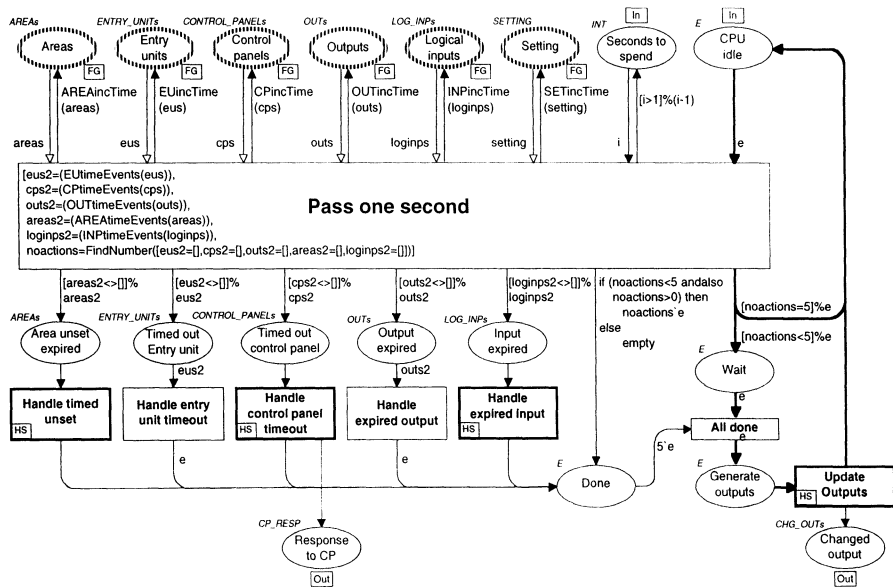 AREAs
ENTRY_UNITs
CONTROL_PANELs
OUTs
LOG_INPs
SETTING
INT
In
E
In
Areas
Entry
units
Control
panels
Outputs
Logical
inputs
Setting
Seconds to
spend
CPU
idle
FG
FG
FG
FG
FG
FG
AREAincTime
(areas)
EUincTime
(eus)
CPincTime
(cps)
OUTincTime
(outs)
INPincTime
(loginps)
SETincTime
(setting)
[i>1]%(i-1)
areas
eus
cps
outs
loginps
setting
i
e
[eus2=(EUtimeEvents(eus)),
cps2=(CPtimeEvents(cps)),
outs2=(OUTtimeEvents(outs)),
areas2=(AREAtimeEvents(areas)),
loginps2=(INPtimeEvents(loginps)),
noactions=FindNumber([eus2=[],cps2=[],outs2=[],areas2=[],loginps2=[]])]
Pass one second
[areas2<>[]]%
areas2
[eus2<>[]]%
eus2
[cps2<>[]]%
cps2
[outs2<>[]]%
outs2
[loginps2<>[]]%
loginps2
if (noactions<5 andalso
noactions>0) then
noactions`e
else
empty
[noactions=5]%e
[noactions<5]%e
AREAs
ENTRY_UNITs
CONTROL_PANELs
OUTs
LOG_INPs
Area unset
expired
Timed out
Entry unit
Timed out
control panel
Output
expired
Input
expired
E
Wait
eus2
outs2
e
Handle timed
unset
HS
Handle entry
unit timeout
Handle
control panel
timeout
HS
Handle
expired output
Handle
expired input
HS
All done
e
5`e
e
e
E
Done
E
Generate
outputs
Update
Outputs
HS
CP_RESP
Response
to CP
Out
CHG_OUTs
Changed
output
Out